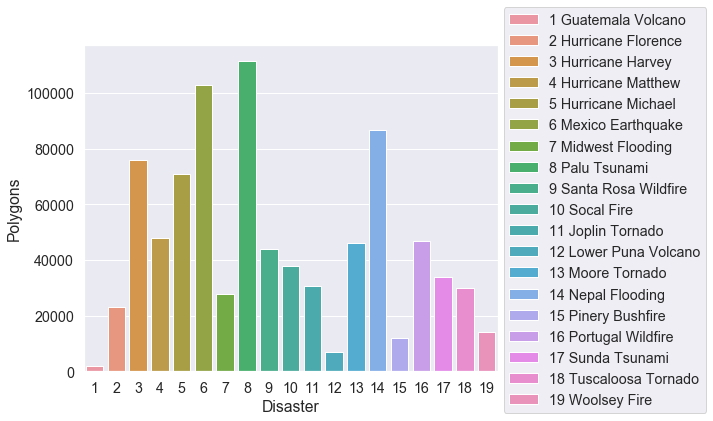 1 Guatemala Volcano
2 Hurricane Florence
3 Hurricane Harvey
4 Hurricane Matthew
5 Hurricane Michael
6 Mexico Earthquake
7 Midwest Flooding
8 Palu Tsunami
9 Santa Rosa Wildfire
10 Socal Fire
11 Joplin Tornado
12 Lower Puna Volcano
13 Moore Tornado
14 Nepal Flooding
15 Pinery Bushfire
16 Portugal Wildfire
17 Sunda Tsunami
18 Tuscaloosa Tornado
19 Woolsey Fire
Polygons
100000
80000
60000
40000
20000
0
1 2 3 4 5 6 7 8 9 10 11 12 13 14 15 16 17 18 19
Disaster